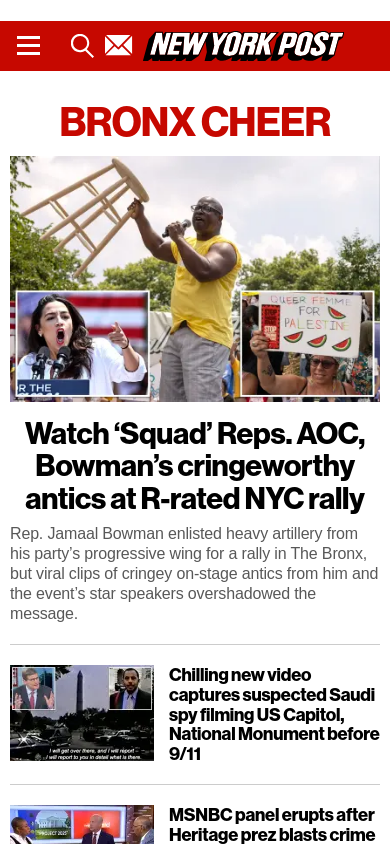 NEW YORK POST
BRONX CHEER
QUEER FEMME
FOR
PALESTINE
R THE
Watch ‘Squad’ Reps. AOC,
Bowman’s cringeworthy
antics at R-rated NYC rally
Rep. Jamaal Bowman enlisted heavy artillery from
his party’s progressive wing for a rally in The Bronx,
but viral clips of cringey on-stage antics from him and
the event’s star speakers overshadowed the
message.
I will get over there, and I will report –
I will report to you in detail what is there.
Chilling new video
captures suspected Saudi
spy filming US Capitol,
National Monument before
9/11
PROJECT 2025
MSNBC panel erupts after
Heritage prez blasts crime